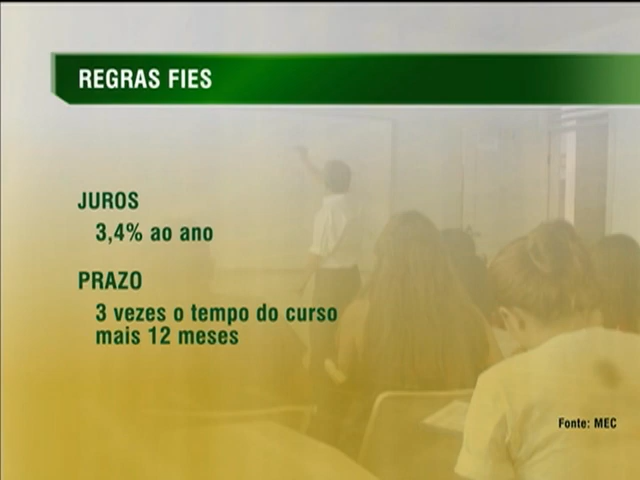 REGRAS FIES
JUROS
3,4% ao ano
PRAZO
3 vezes o tempo do curso
mais 12 meses
Fonte: MEC